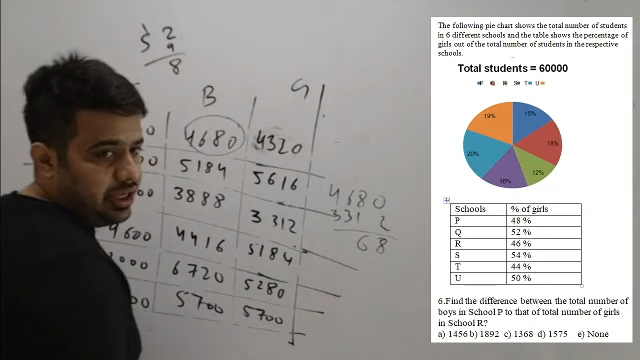 The following pie chart shows the total number of students
in 6 different schools and the table shows the percentage of
girls out of the total number of students in the respective
schools.
Total students = 60000
P Q R S T U
15%
18%
12%
16%
20%
19%
Schools % of girls
P 48 %
Q 52 %
R 46 %
S 54 %
T 44 %
U 50 %
6.Find the difference between the total number of
boys in School P to that of total number of girls
in School R?
a) 1456 b) 1892 c) 1368 d) 1575 e) None
2
9
8
B G
4680 4320
5184 5616
3888 3312
4416 5184
6720 5280
5700 5700
4680
3312
68